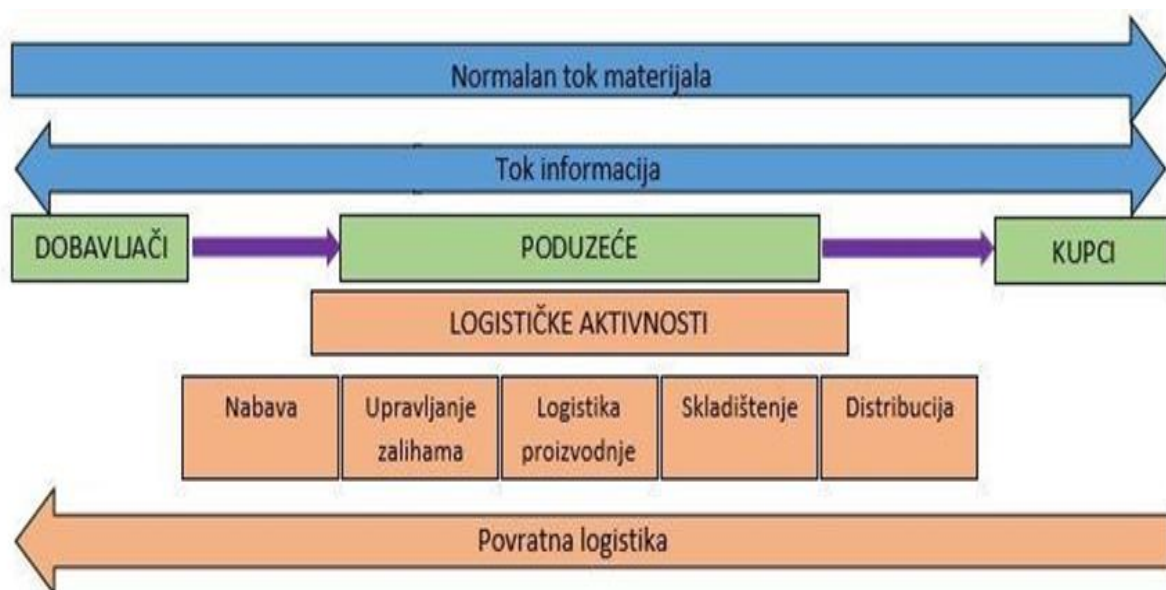 Normalan tok materijala
Tok informacija
DOBAVLJAČI
PODUZEĆE
KUPCI
LOGISTIČKE AKTIVNOSTI
Nabava
Upravljanje
zalihama
Logistika
proizvodnje
Skladištenje
Distribucija
Povratna logistika